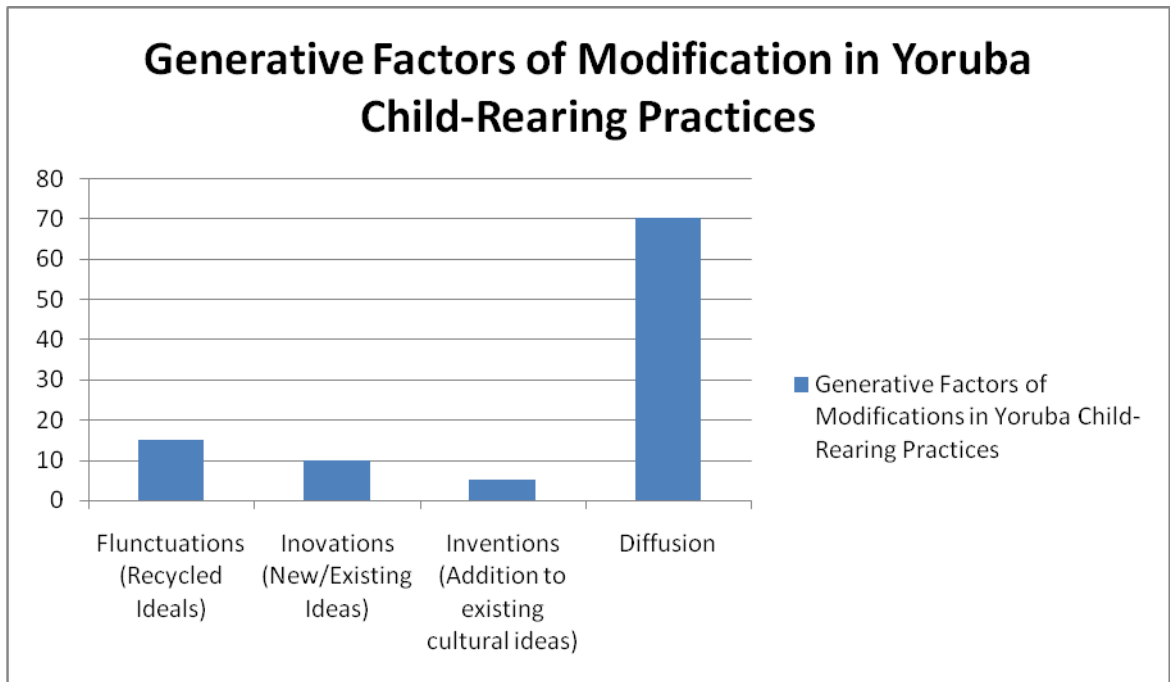 Generative Factors of Modification in Yoruba
Child-Rearing Practices
80
70
60
50
40
30
20
10
0
Flunctuations
(Recycled
Ideals)
Inovations
(New/Existing
Ideas)
Inventions
(Addition to
existing
cultural ideas)
Diffusion
Generative Factors of
Modifications in Yoruba Child-
Rearing Practices